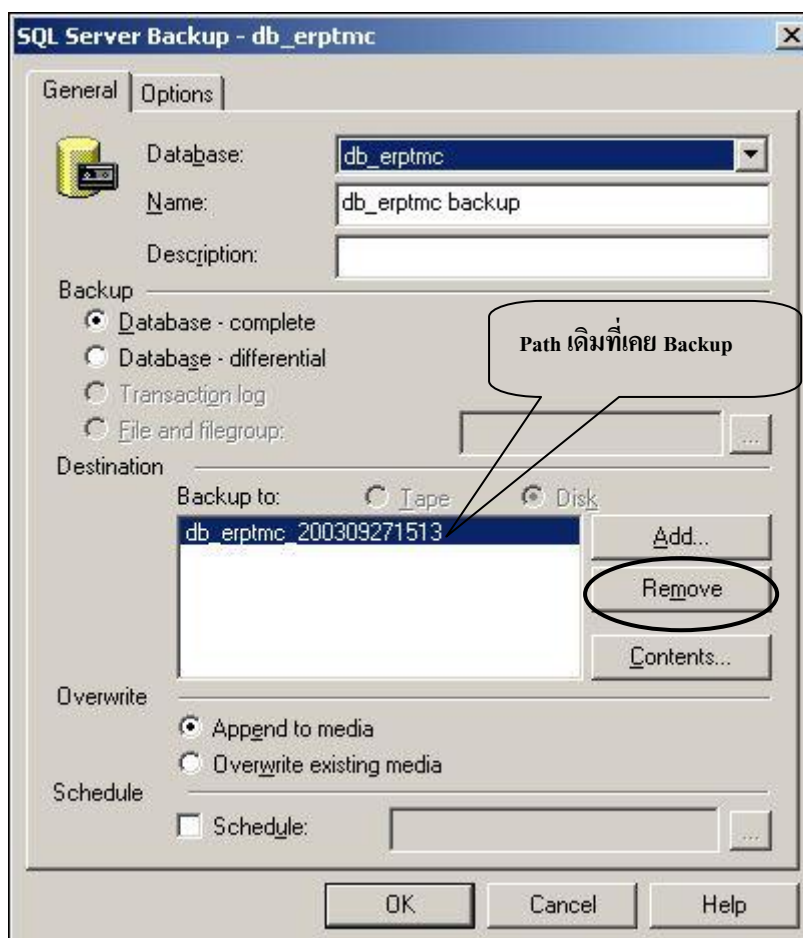 SQL Server Backup - db_erptmc
General Options
Database: db_erptmc
Name: db_erptmc backup
Description:
Backup
Database - complete
Database - differential
Transaction log
File and filegroup: ...
Path เดิมที่เคย Backup
Destination
Backup to: Tape Disk
db_erptmc_200309271513
Add...
Remove
Contents...
Overwrite
Append to media
Overwrite existing media
Schedule
Schedule: ...
OK Cancel Help